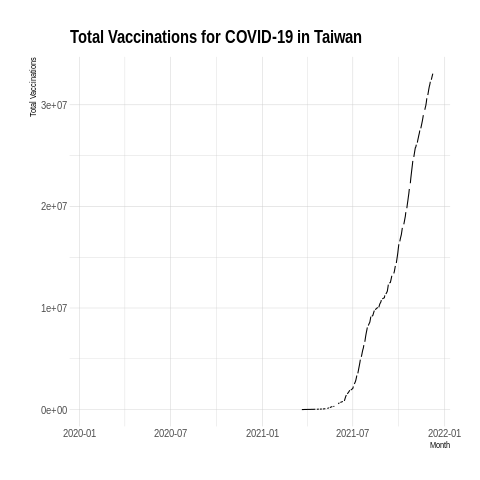 Total Vaccinations for COVID-19 in Taiwan
Total Vaccinations
3e+07
2e+07
1e+07
0e+00
2020-01 2020-07 2021-01 2021-07 2022-01
Month